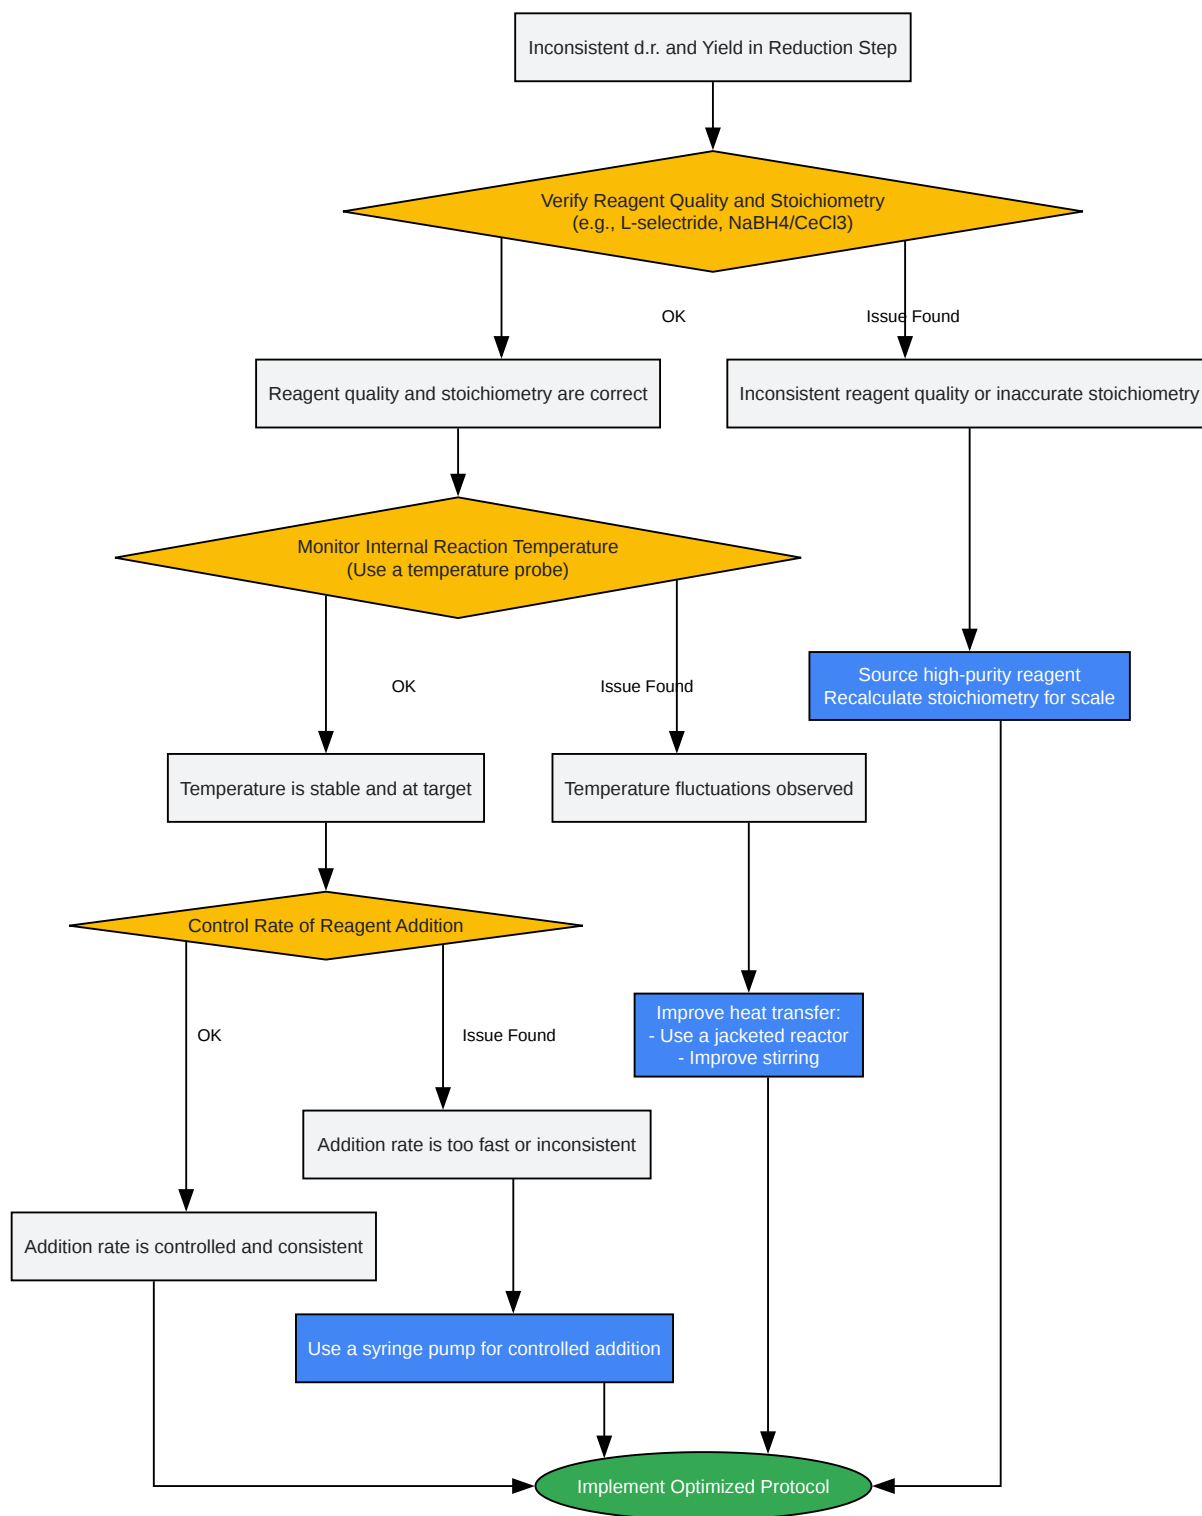 Inconsistent d.r. and Yield in Reduction Step
Verify Reagent Quality and Stoichiometry
(e.g., L-selectride, NaBH4/CeCl3)
OK
Issue Found
Reagent quality and stoichiometry are correct
Inconsistent reagent quality or inaccurate stoichiometry
Monitor Internal Reaction Temperature
(Use a temperature probe)
OK
Issue Found
Source high-purity reagent
Recalculate stoichiometry for scale
Temperature is stable and at target
Temperature fluctuations observed
Control Rate of Reagent Addition
OK
Issue Found
Improve heat transfer:
- Use a jacketed reactor
- Improve stirring
Addition rate is too fast or inconsistent
Addition rate is controlled and consistent
Use a syringe pump for controlled addition
Implement Optimized Protocol